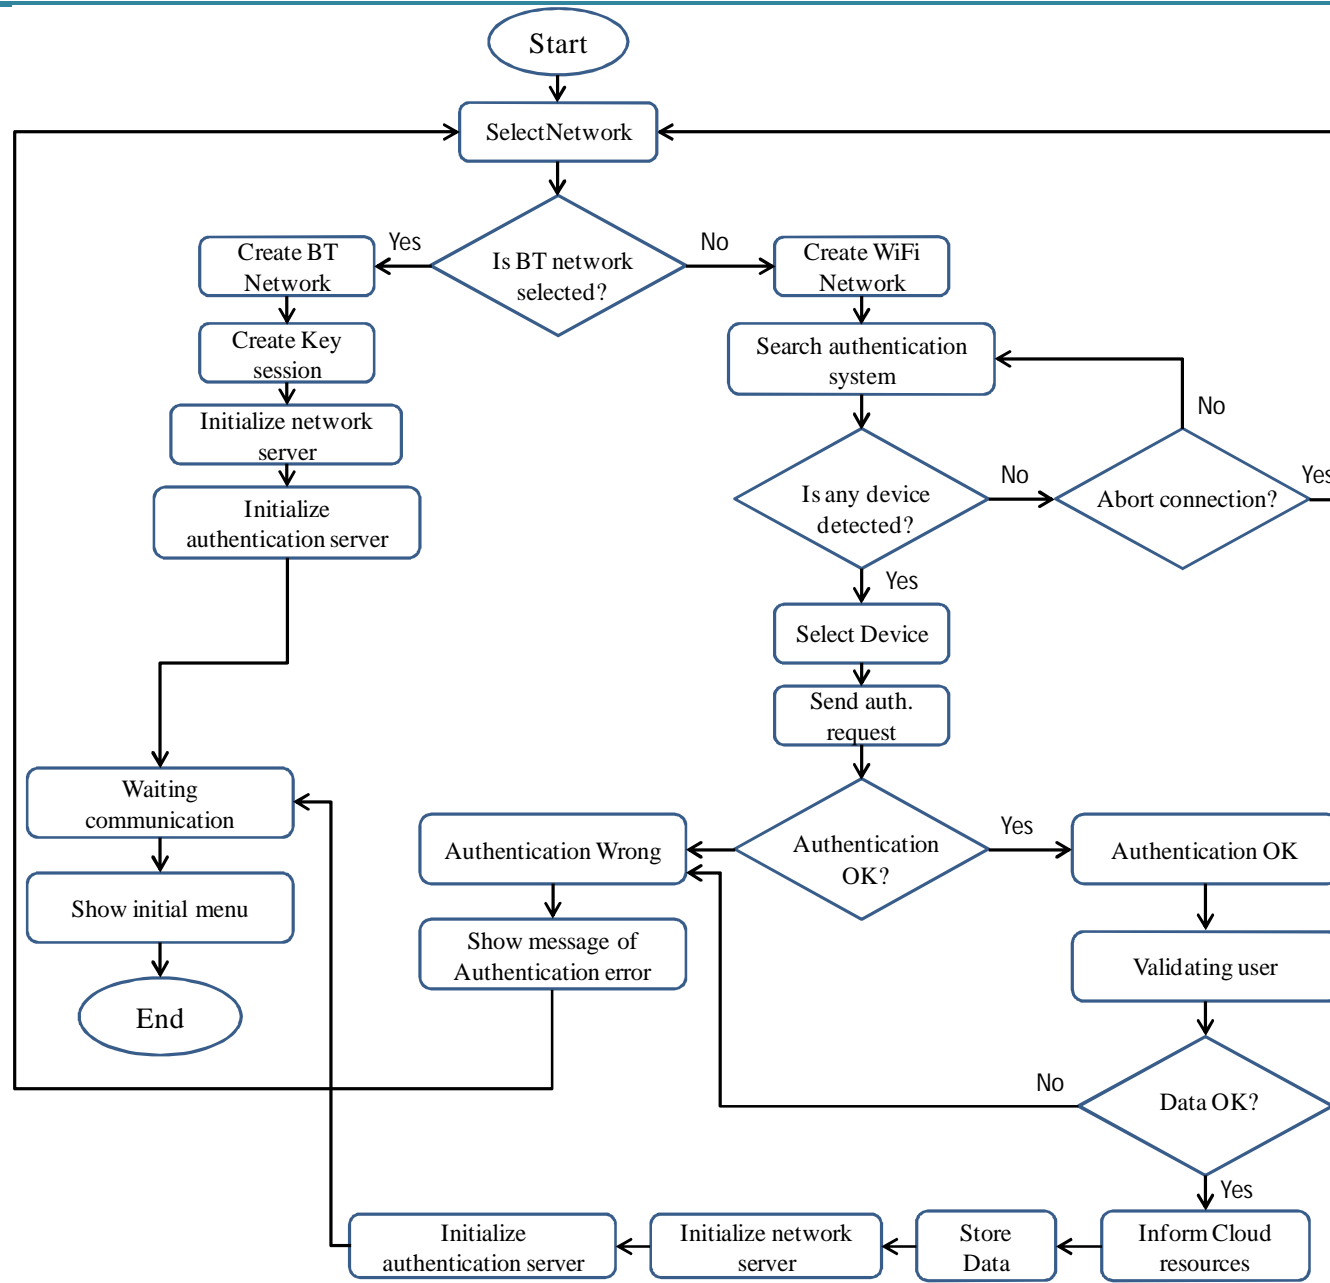 Start
SelectNetwork
Yes
No
Create BT
Network
Is BT network
selected?
Create WiFi
Network
Create Key
session
Search authentication
system
No
Initialize network
server
Initialize
authentication server
Is any device
detected?
No
Abort connection?
Yes
Yes
Select Device
Send auth.
request
Waiting
communication
Authentication Wrong
Authentication
OK?
Yes
Authentication OK
Show initial menu
Show message of
Authentication error
Validating user
End
No
Data OK?
Yes
Initialize
authentication server
Initialize network
server
Store
Data
Inform Cloud
resources